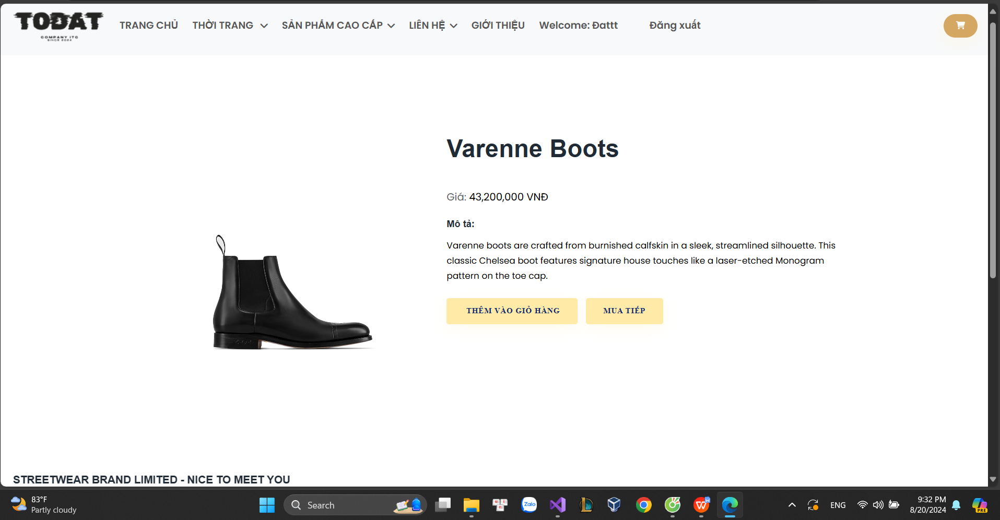 TODAT
COMPANY ITC
SINCE 2024
TRANG CHỦ
THỜI TRANG
SẢN PHẨM CAO CẤP
LIÊN HỆ
GIỚI THIỆU
Welcome: Đattt
Đăng xuất
Varenne Boots
Giá: 43,200,000 VNĐ
Mô tả:
Varenne boots are crafted from burnished calfskin in a sleek, streamlined silhouette. This
classic Chelsea boot features signature house touches like a laser-etched Monogram
pattern on the toe cap.
THÊM VÀO GIỎ HÀNG
MUA TIẾP
STREETWEAR BRAND LIMITED - NICE TO MEET YOU
83°F
Partly cloudy
Search
Zalo
ENG
9:32 PM
8/20/2024
PRE